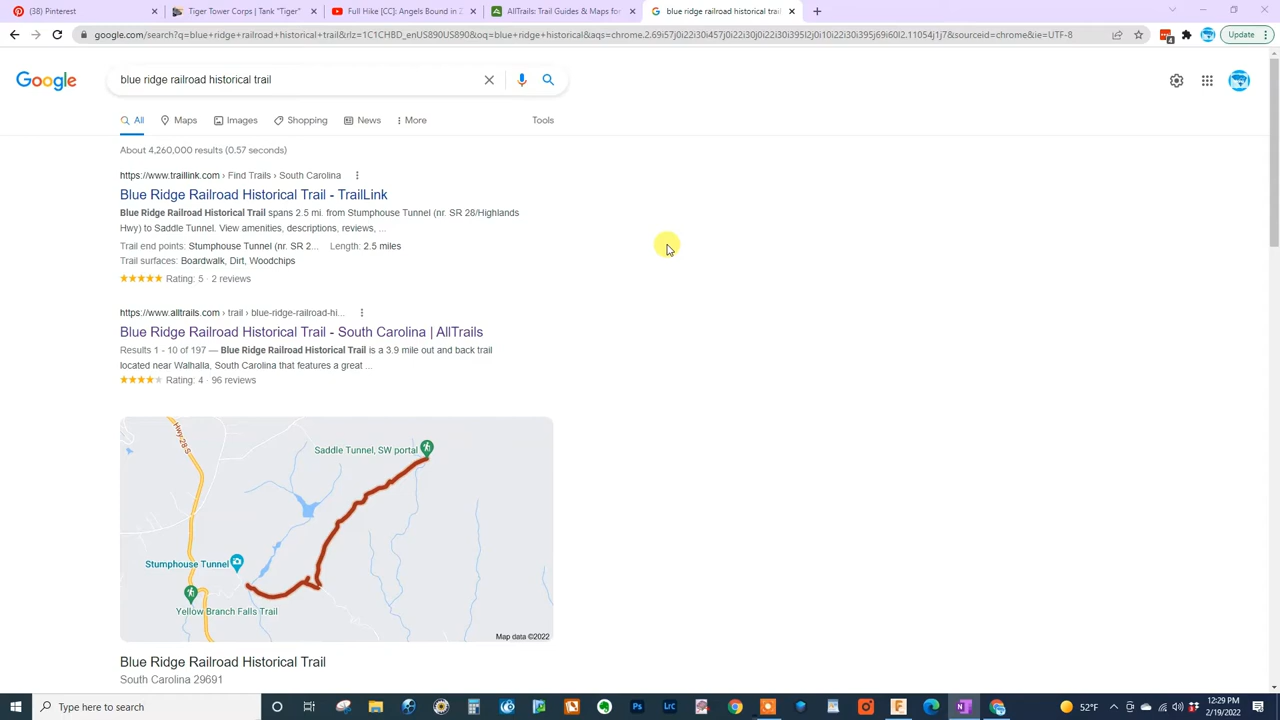 (38) Pinterest
Tiger Tower Corps | Tank "Tiger"
Full Hike [CC]: Angels Bound in Z
AllTrails: Trail Guides & Maps for
blue ridge railroad historical trail
google.com/search?q=blue+ridge+railroad+historical+trail&rlz=1C1CHBD_enUS890US890&oq=blue+ridge+historical+&aqs=chrome.2.69i57j0i22i30i457j0i22i30j0i22i30i395l5j0i10i22i30i395j69i60l2.11054j1j7&sourceid=chrome&ie=UTF-8
4
Update
Google
blue ridge railroad historical trail
All
Maps
Images
Shopping
News
More
Tools
About 4,260,000 results (0.57 seconds)
https://www.traillink.com › Find Trails › South Carolina
Blue Ridge Railroad Historical Trail - TrailLink
Blue Ridge Railroad Historical Trail spans 2.5 mi. from Stumphouse Tunnel (nr. SR 28/Highlands
Hwy) to Saddle Tunnel. View amenities, descriptions, reviews, ...
Trail end points: Stumphouse Tunnel (nr. SR 2... Length: 2.5 miles
Trail surfaces: Boardwalk, Dirt, Woodchips
Rating: 5 · 2 reviews
https://www.alltrails.com › trail › blue-ridge-railroad-hi...
Blue Ridge Railroad Historical Trail - South Carolina | AllTrails
Results 1 - 10 of 197 — Blue Ridge Railroad Historical Trail is a 3.9 mile out and back trail
located near Walhalla, South Carolina that features a great ...
Rating: 4 · 96 reviews
Hwy-28 S
Saddle Tunnel, SW portal
Stumphouse Tunnel
Yellow Branch Falls Trail
Map data ©2022
Blue Ridge Railroad Historical Trail
South Carolina 29691
Type here to search
Ps
Lrc
52°F
12:29 PM
2/19/2022